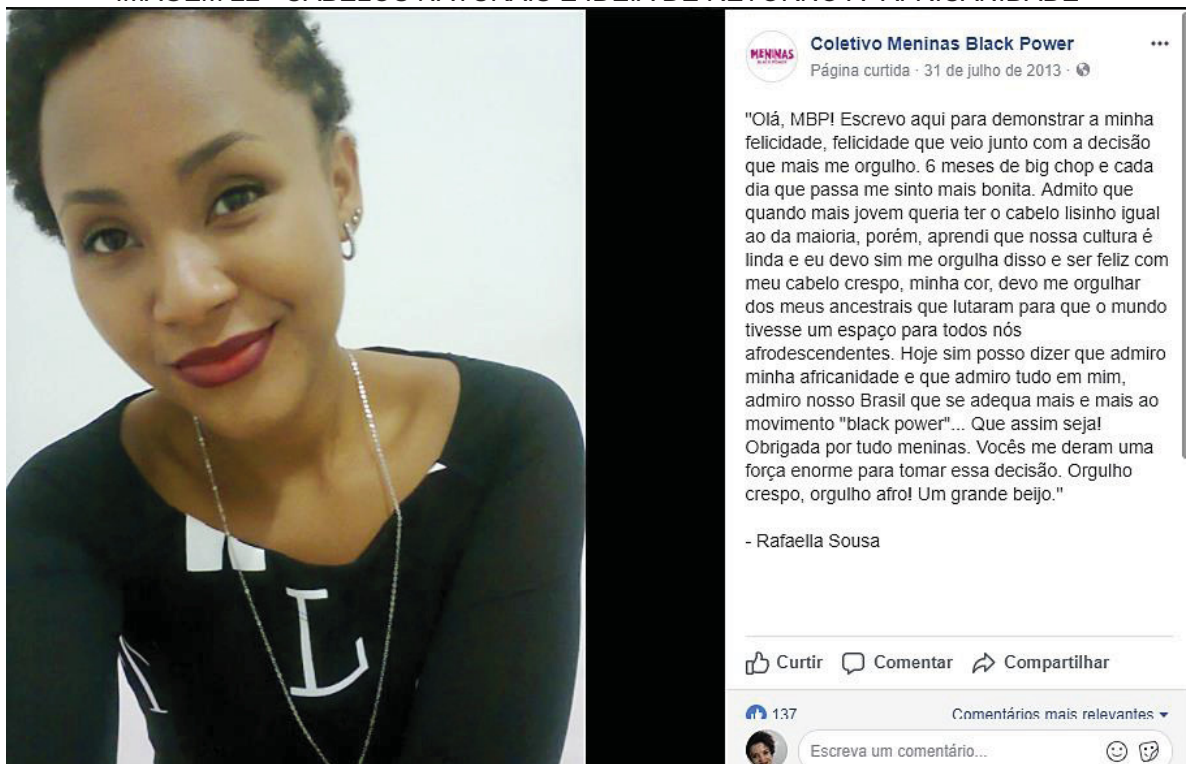 Coletivo Meninas Black Power
MENINAS
BLACK POWER
Página curtida · 31 de julho de 2013 ·
"Olá, MBP! Escrevo aqui para demonstrar a minha
felicidade, felicidade que veio junto com a decisão
que mais me orgulho. 6 meses de big chop e cada
dia que passa me sinto mais bonita. Admito que
quando mais jovem queria ter o cabelo lisinho igual
ao da maioria, porém, aprendi que nossa cultura é
linda e eu devo sim me orgulha disso e ser feliz com
meu cabelo crespo, minha cor, devo me orgulhar
dos meus ancestrais que lutaram para que o mundo
tivesse um espaço para todos nós
afrodescendentes. Hoje sim posso dizer que admiro
minha africanidade e que admiro tudo em mim,
admiro nosso Brasil que se adequa mais e mais ao
movimento "black power"... Que assim seja!
Obrigada por tudo meninas. Vocês me deram uma
força enorme para tomar essa decisão. Orgulho
crespo, orgulho afro! Um grande beijo."
- Rafaella Sousa
L
Curtir Comentar Compartilhar
137 Comentários mais relevantes
Escreva um comentário...